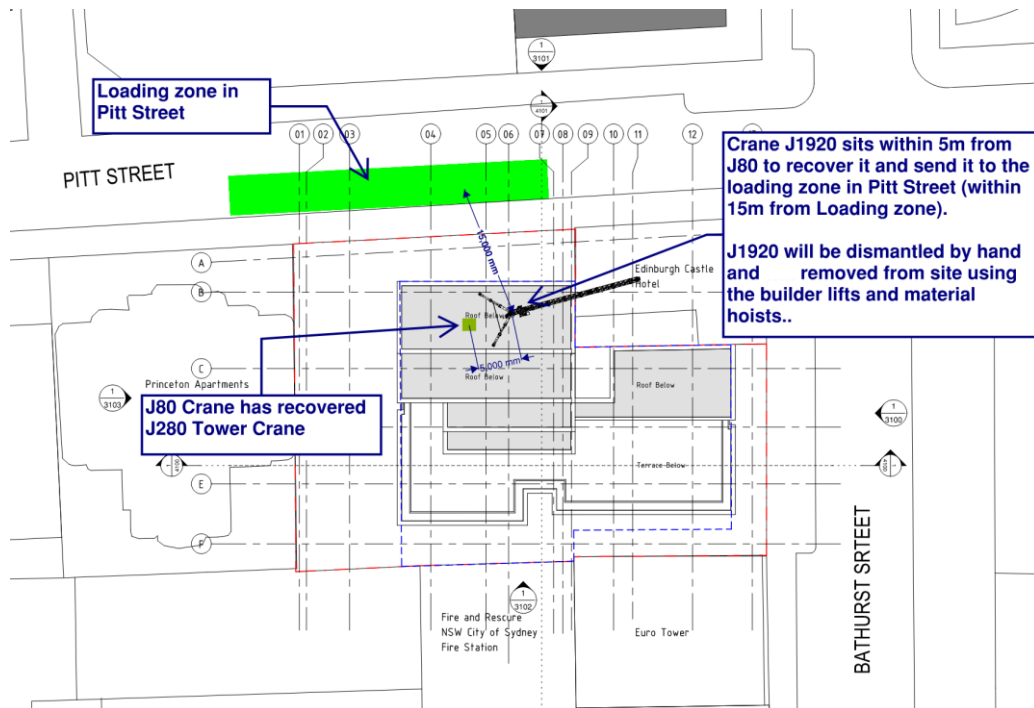 1
3101
Loading zone in
Pitt Street
1
4101
01
02
03
04
05
06
07
08
09
10
11
12
PITT STREET
Crane J1920 sits within 5m from
J80 to recover it and send it to the
loading zone in Pitt Street (within
15m from Loading zone).
J1920 will be dismantled by hand
and removed from site using
the builder lifts and material
hoists..
15,000 mm
A
B
Edinburgh Castle
Hotel
Roof Below
5,000 mm
C
Roof Below
Roof Below
Princeton Apartments
1
3103
J80 Crane has recovered
J280 Tower Crane
1
3100
1
4100
Terrace Below
1
4100
E
F
1
3102
Fire and Rescure
NSW City of Sydney
Fire Station
Euro Tower
BATHURST SRTEET